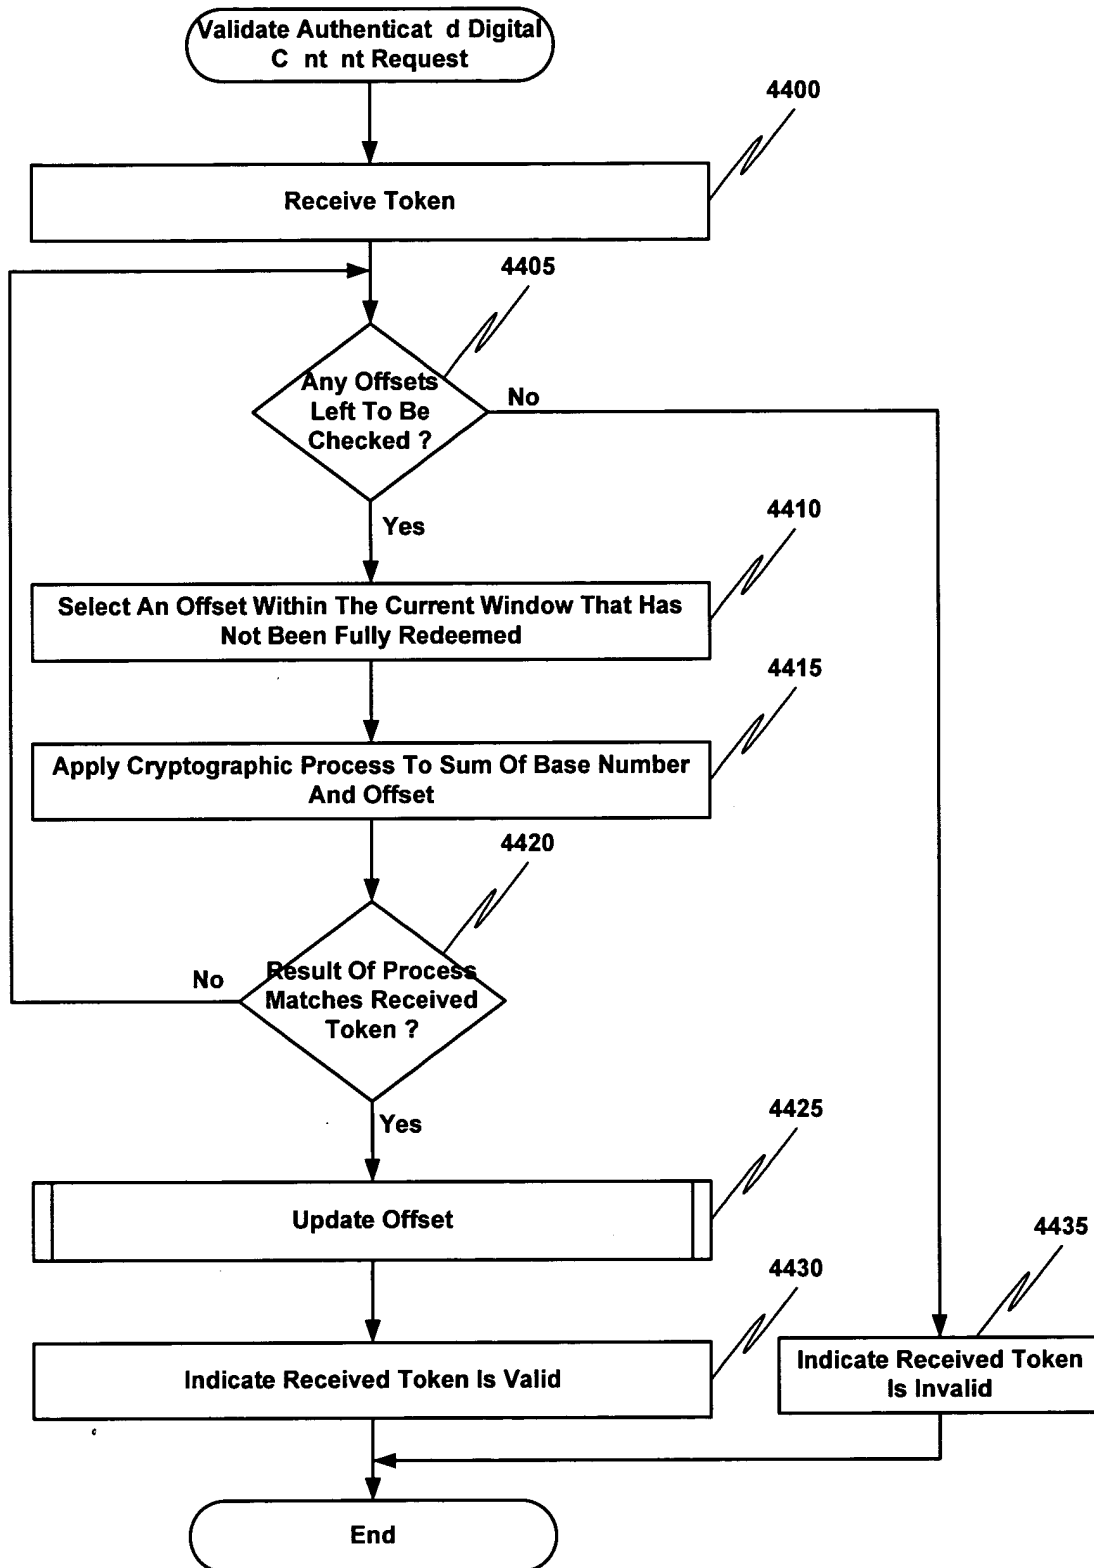 Validate Authenticat d Digital
C nt nt Request
4400
Receive Token
4405
Any Offsets
Left To Be
Checked ?
No
Yes
4410
Select An Offset Within The Current Window That Has
Not Been Fully Redeemed
4415
Apply Cryptographic Process To Sum Of Base Number
And Offset
4420
No
Result Of Process
Matches Received
Token ?
Yes
4425
Update Offset
4435
4430
Indicate Received Token Is Valid
Indicate Received Token
Is Invalid
End